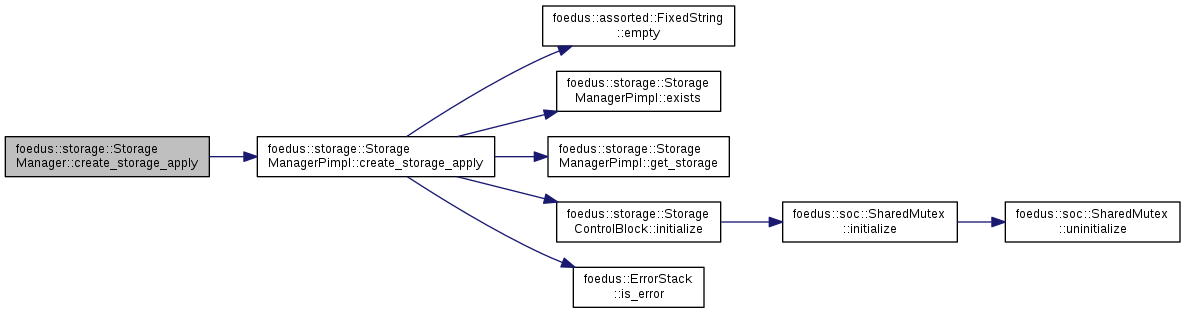 foedus::storage::Storage
Manager::create_storage_apply
foedus::storage::Storage
ManagerPimpl::create_storage_apply
foedus::assorted::FixedString
::empty
foedus::storage::Storage
ManagerPimpl::exists
foedus::storage::Storage
ManagerPimpl::get_storage
foedus::storage::Storage
ControlBlock::initialize
foedus::ErrorStack
::is_error
foedus::soc::SharedMutex
::initialize
foedus::soc::SharedMutex
::uninitialize